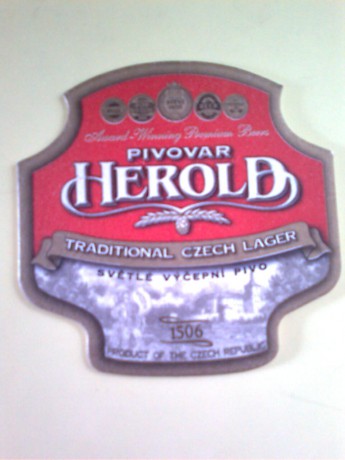 Award-Winning Premium Beers
PIVOVAR
HEROLD
TRADITIONAL CZECH LAGER
SVĚTLÉ VÝČEPNÍ PIVO
1506
PRODUCT OF THE CZECH REPUBLIC